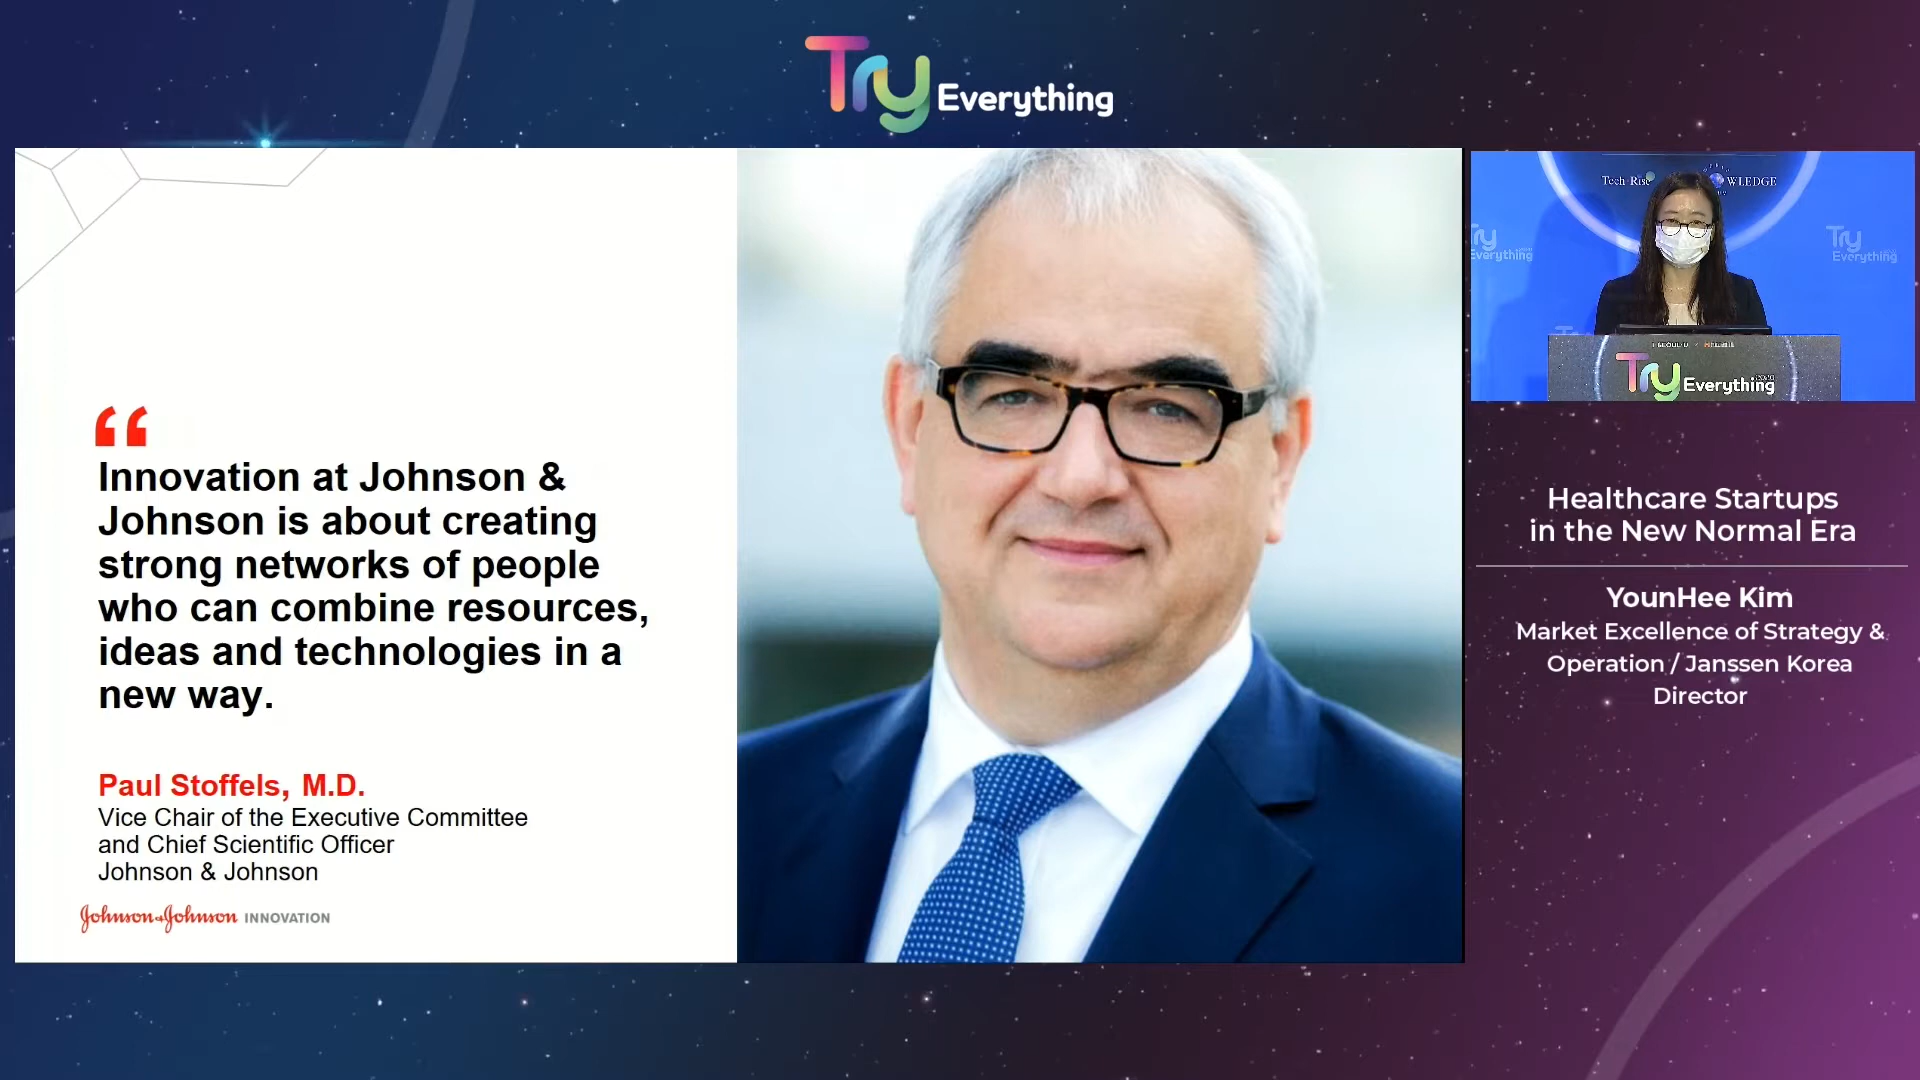 Try Everything
Innovation at Johnson &
Johnson is about creating
strong networks of people
who can combine resources,
ideas and technologies in a
new way.
Paul Stoffels, M.D.
Vice Chair of the Executive Committee
and Chief Scientific Officer
Johnson & Johnson
Johnson & Johnson INNOVATION
Tech-Rise
WLEDGE
Try
Everything
Try
Everything
Try Everything
Healthcare Startups
in the New Normal Era
YounHee Kim
Market Excellence of Strategy &
Operation / Janssen Korea
Director